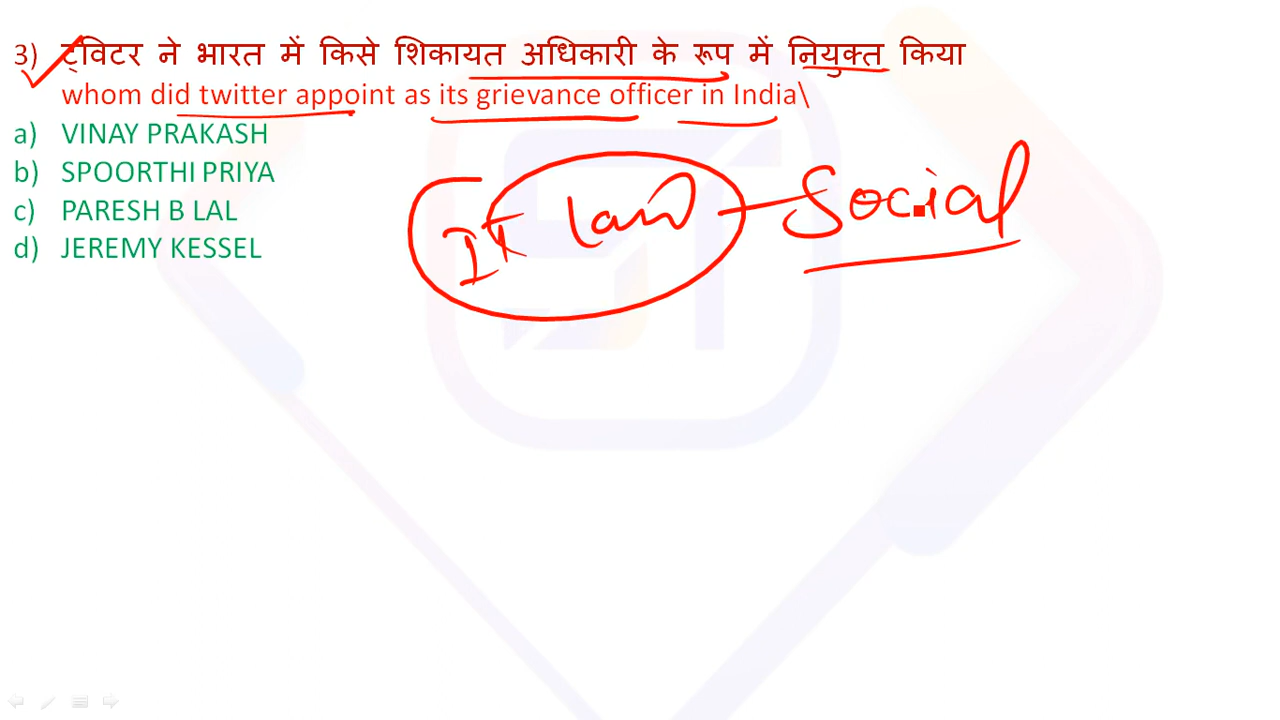 3) ट्विटर ने भारत में किसे शिकायत अधिकारी के रूप में नियुक्त किया
whom did twitter appoint as its grievance officer in India\
a) VINAY PRAKASH
b) SPOORTHI PRIYA
c) PARESH B LAL
d) JEREMY KESSEL
It law - Social